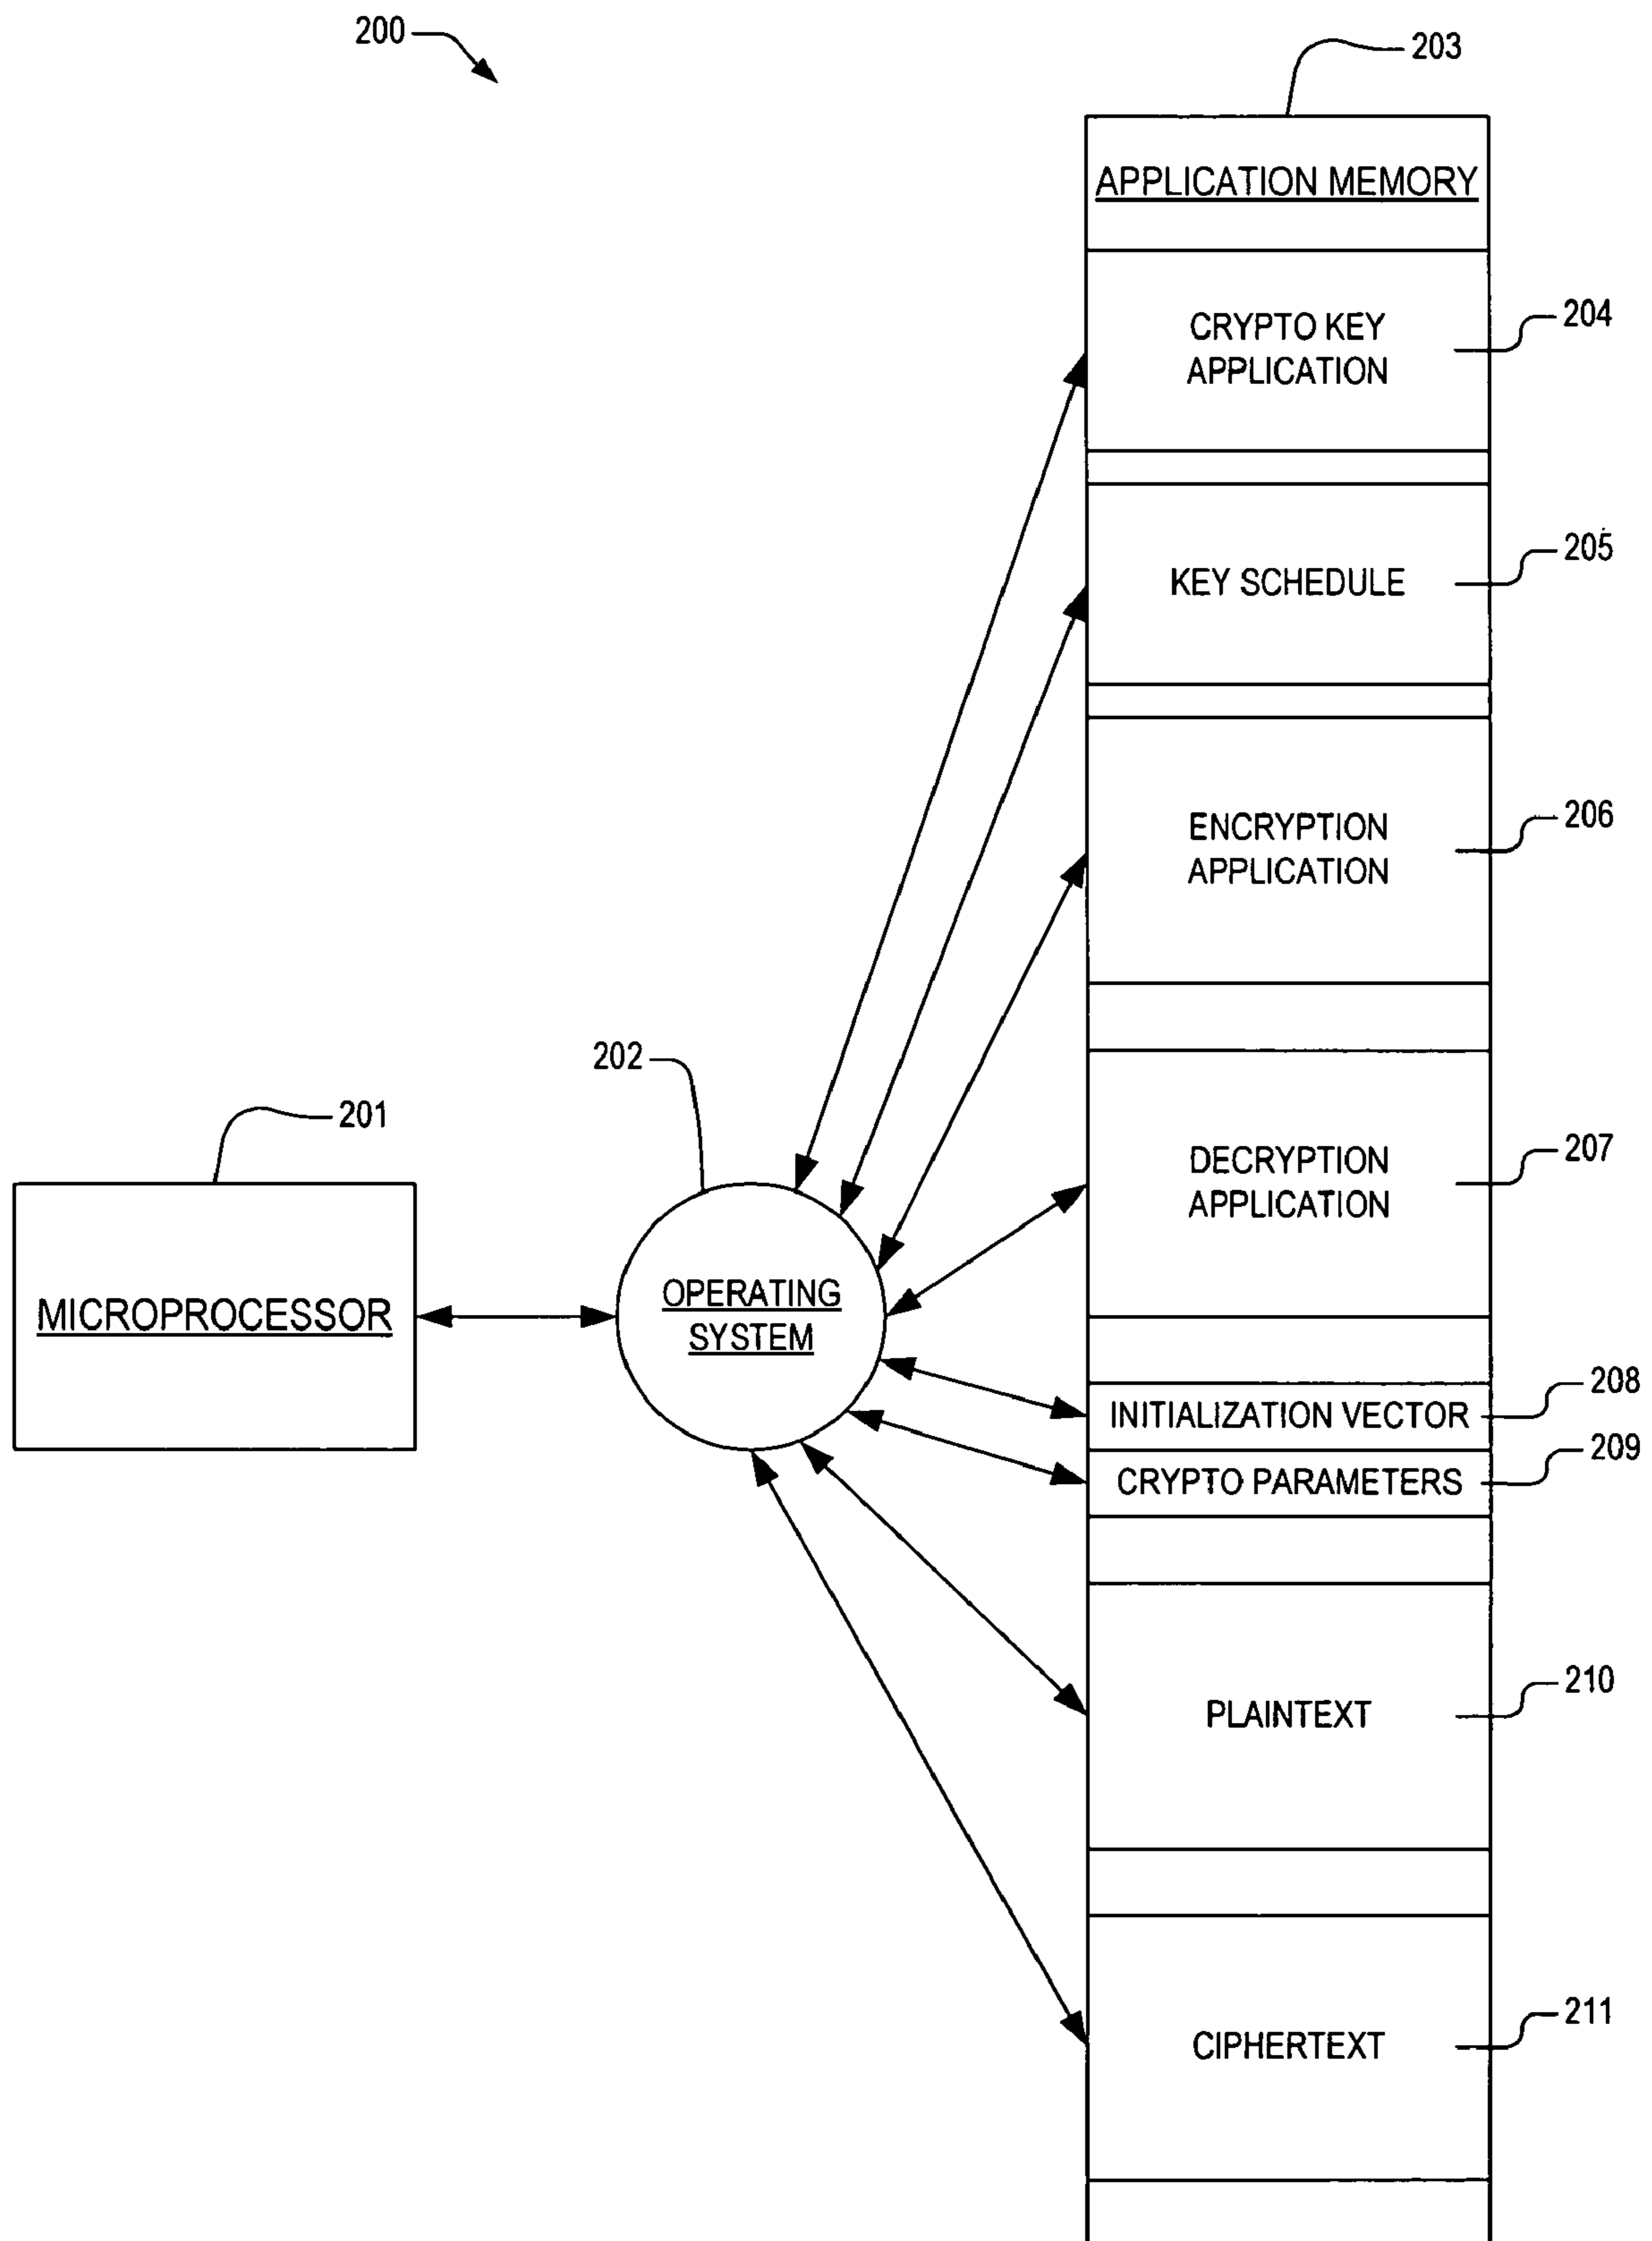 200
203
APPLICATION MEMORY
CRYPTO KEY
APPLICATION
204
KEY SCHEDULE
205
ENCRYPTION
APPLICATION
206
202
201
DECRYPTION
APPLICATION
207
MICROPROCESSOR
OPERATING
SYSTEM
INITIALIZATION VECTOR
208
CRYPTO PARAMETERS
209
PLAINTEXT
210
CIPHERTEXT
211